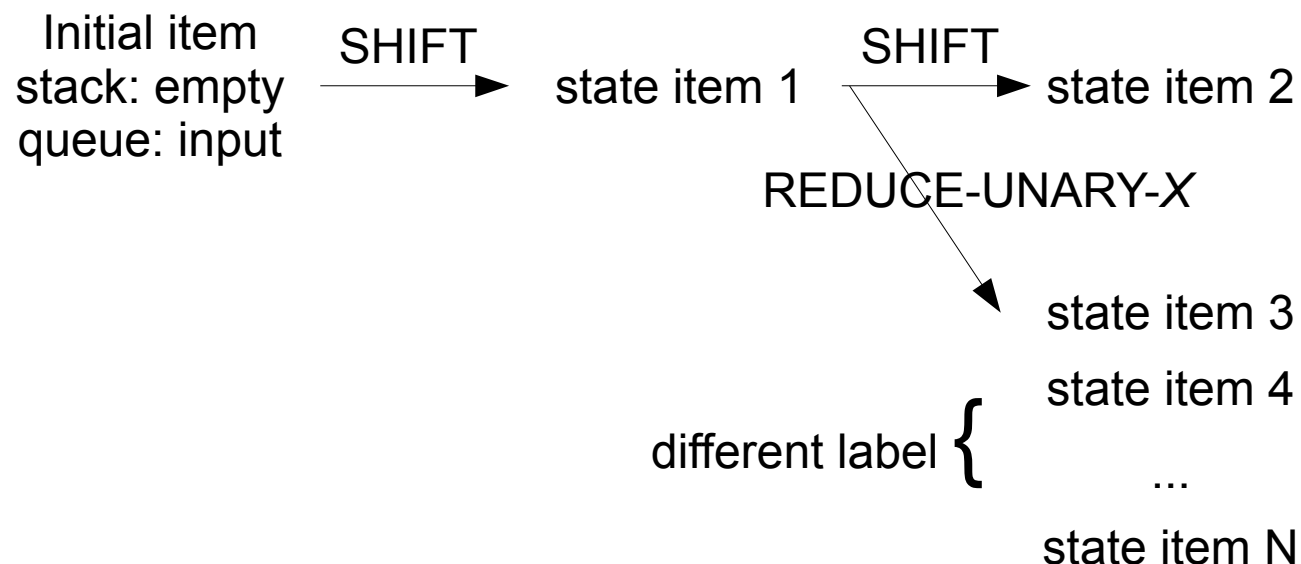 Initial item
stack: empty
queue: input
SHIFT
state item 1
SHIFT
state item 2
REDUCE-UNARY-X
state item 3
different label {
state item 4
...
state item N